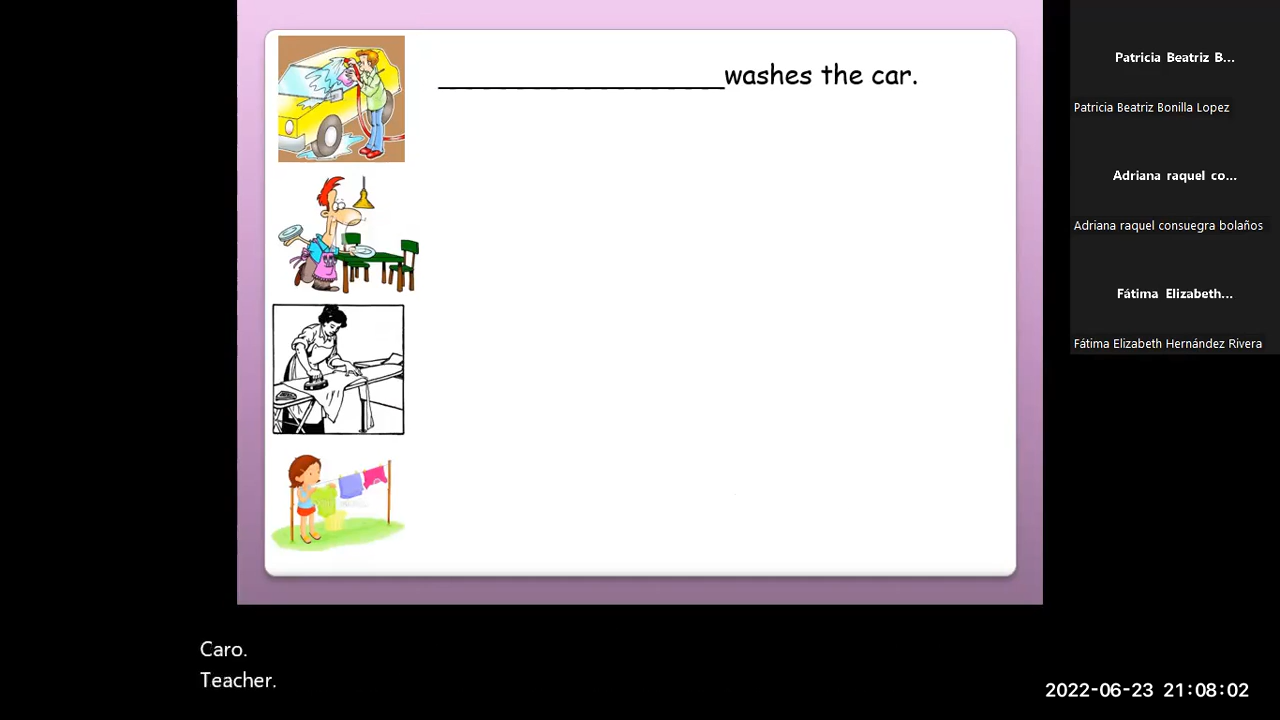 __________________washes the car.
Patricia Beatriz B...
Patricia Beatriz Bonilla Lopez
Adriana raquel co...
Adriana raquel consuegra bolaños
Fátima Elizabeth...
Fátima Elizabeth Hernández Rivera
Caro.
Teacher.
2022-06-23 21:08:02